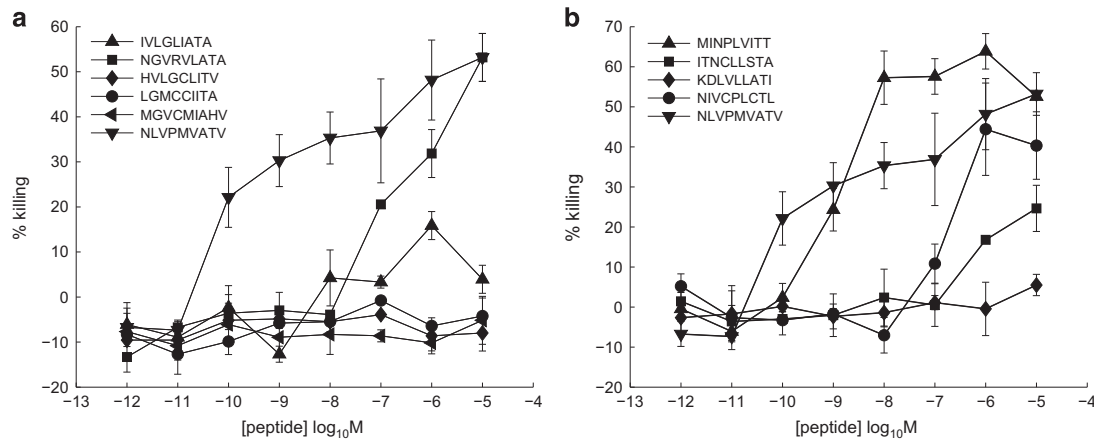 a
60
50
40
30
20
10
0
−10
−20
% killing
IVLGLIATA
NGVRVLATA
HVLGCLITV
LGMCCIITA
MGVCMIAHV
NLVPMVATV
−13 −12 −11 −10 −9 −8 −7 −6 −5 −4
[peptide] log10M
b
70
60
50
40
30
20
10
0
−10
−20
% killing
MINPLVITT
ITNCLLSTA
KDLVLLATI
NIVCPLCTL
NLVPMVATV
−13 −12 −11 −10 −9 −8 −7 −6 −5 −4
[peptide] log10M